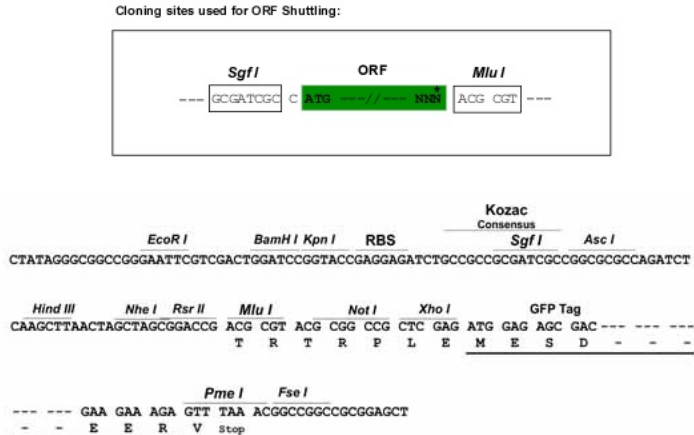 Cloning sites used for ORF Shuttling:
Sgf I ORF Mlu I
--- GCGATCGC C ATG ---//--- NNN* ACG CGT ---
Kozac
Consensus
EcoR I BamH I Kpn I RBS Sgf I Asc I
CTATAGGGCGGCCGGGAATTCGTCGACTGGATCCGGTACCGAGGAGATCTGCCGCCGCGATCGCCGGCGCGCCAGATCT
Hind III Nhe I Rsr II Mlu I Not I Xho I GFP Tag
CAAGCTTAACTAGCTAGCGGACCG ACG CGT ACG CGG CCG CTC GAG ATG GAG AGC GAC--- --- ---
T R T R P L E M E S D - - -
Pme I Fse I
--- --- GAA GAA AGA GTT TAA ACGGCCGGCCGCGGAGCT
- - E E R V Stop